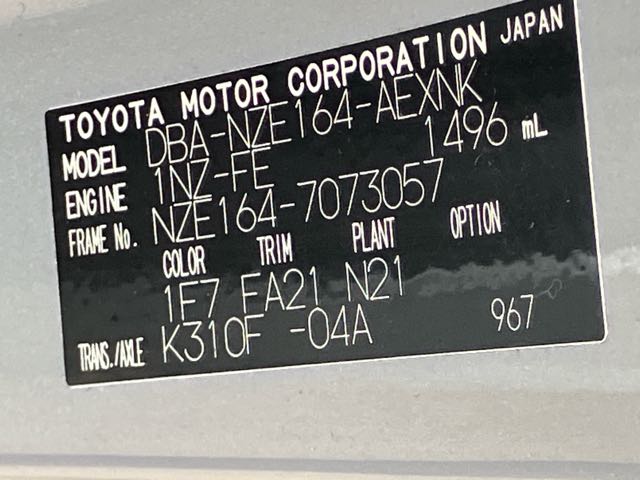 TOYOTA MOTOR CORPORATION JAPAN
MODEL DBA-NZE164-AEXNK
ENGINE 1NZ-FE 1496 mL
FRAME No. NZE164-7073057
COLOR TRIM PLANT OPTION
1F7 FA21 N21
TRANS./AXLE K310F -04A 967